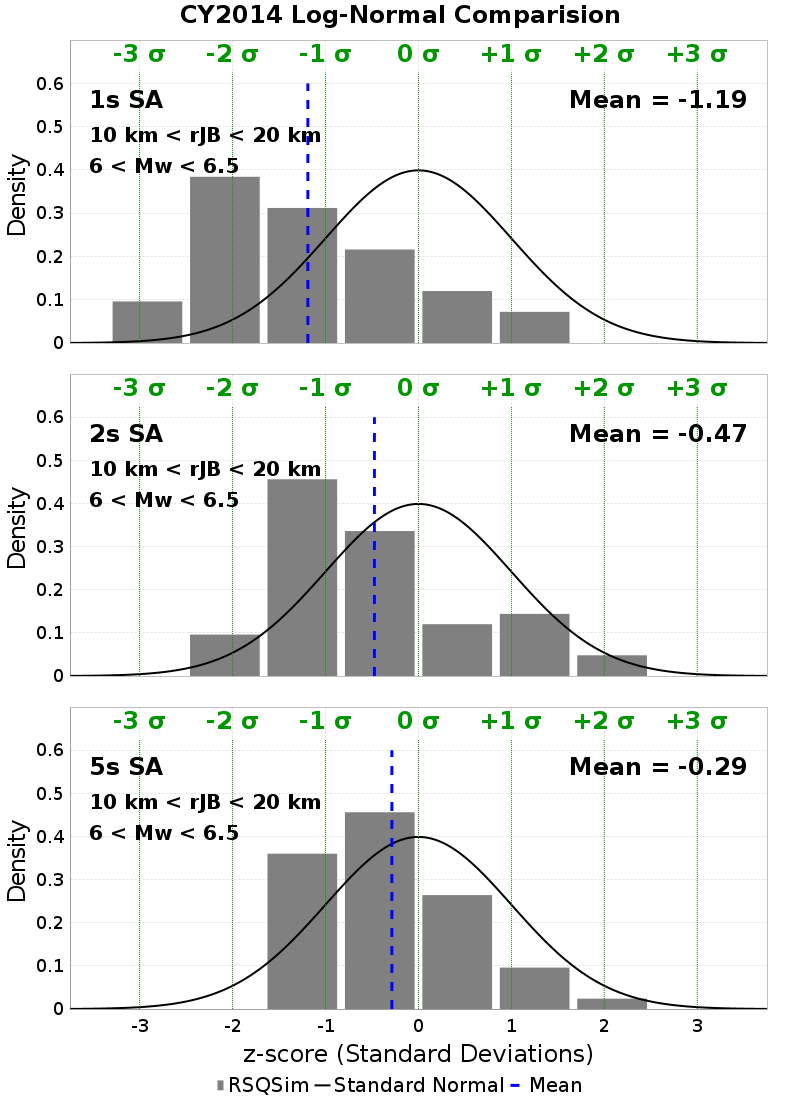 CY2014 Log-Normal Comparision
-3 σ -2 σ -1 σ 0 σ +1 σ +2 σ +3 σ
0.6
1s SA Mean = -1.19
0.5
10 km < rJB < 20 km
6 < Mw < 6.5
0.4
0.3
0.2
0.1
0
Density
-3 σ -2 σ -1 σ 0 σ +1 σ +2 σ +3 σ
0.6
2s SA Mean = -0.47
0.5
10 km < rJB < 20 km
6 < Mw < 6.5
0.4
0.3
0.2
0.1
0
Density
-3 σ -2 σ -1 σ 0 σ +1 σ +2 σ +3 σ
0.6
5s SA Mean = -0.29
0.5
10 km < rJB < 20 km
6 < Mw < 6.5
0.4
0.3
0.2
0.1
0
Density
-3 -2 -1 0 1 2 3
z-score (Standard Deviations)
RSQSim Standard Normal Mean